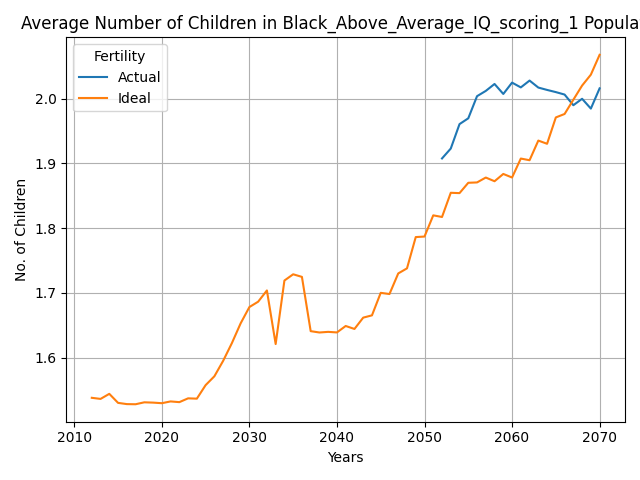 Average Number of Children in Black_Above_Average_IQ_scoring_1 Popula
Fertility
Actual
Ideal
2.0
1.9
1.8
1.7
1.6
No. of Children
2010 2020 2030 2040 2050 2060 2070
Years